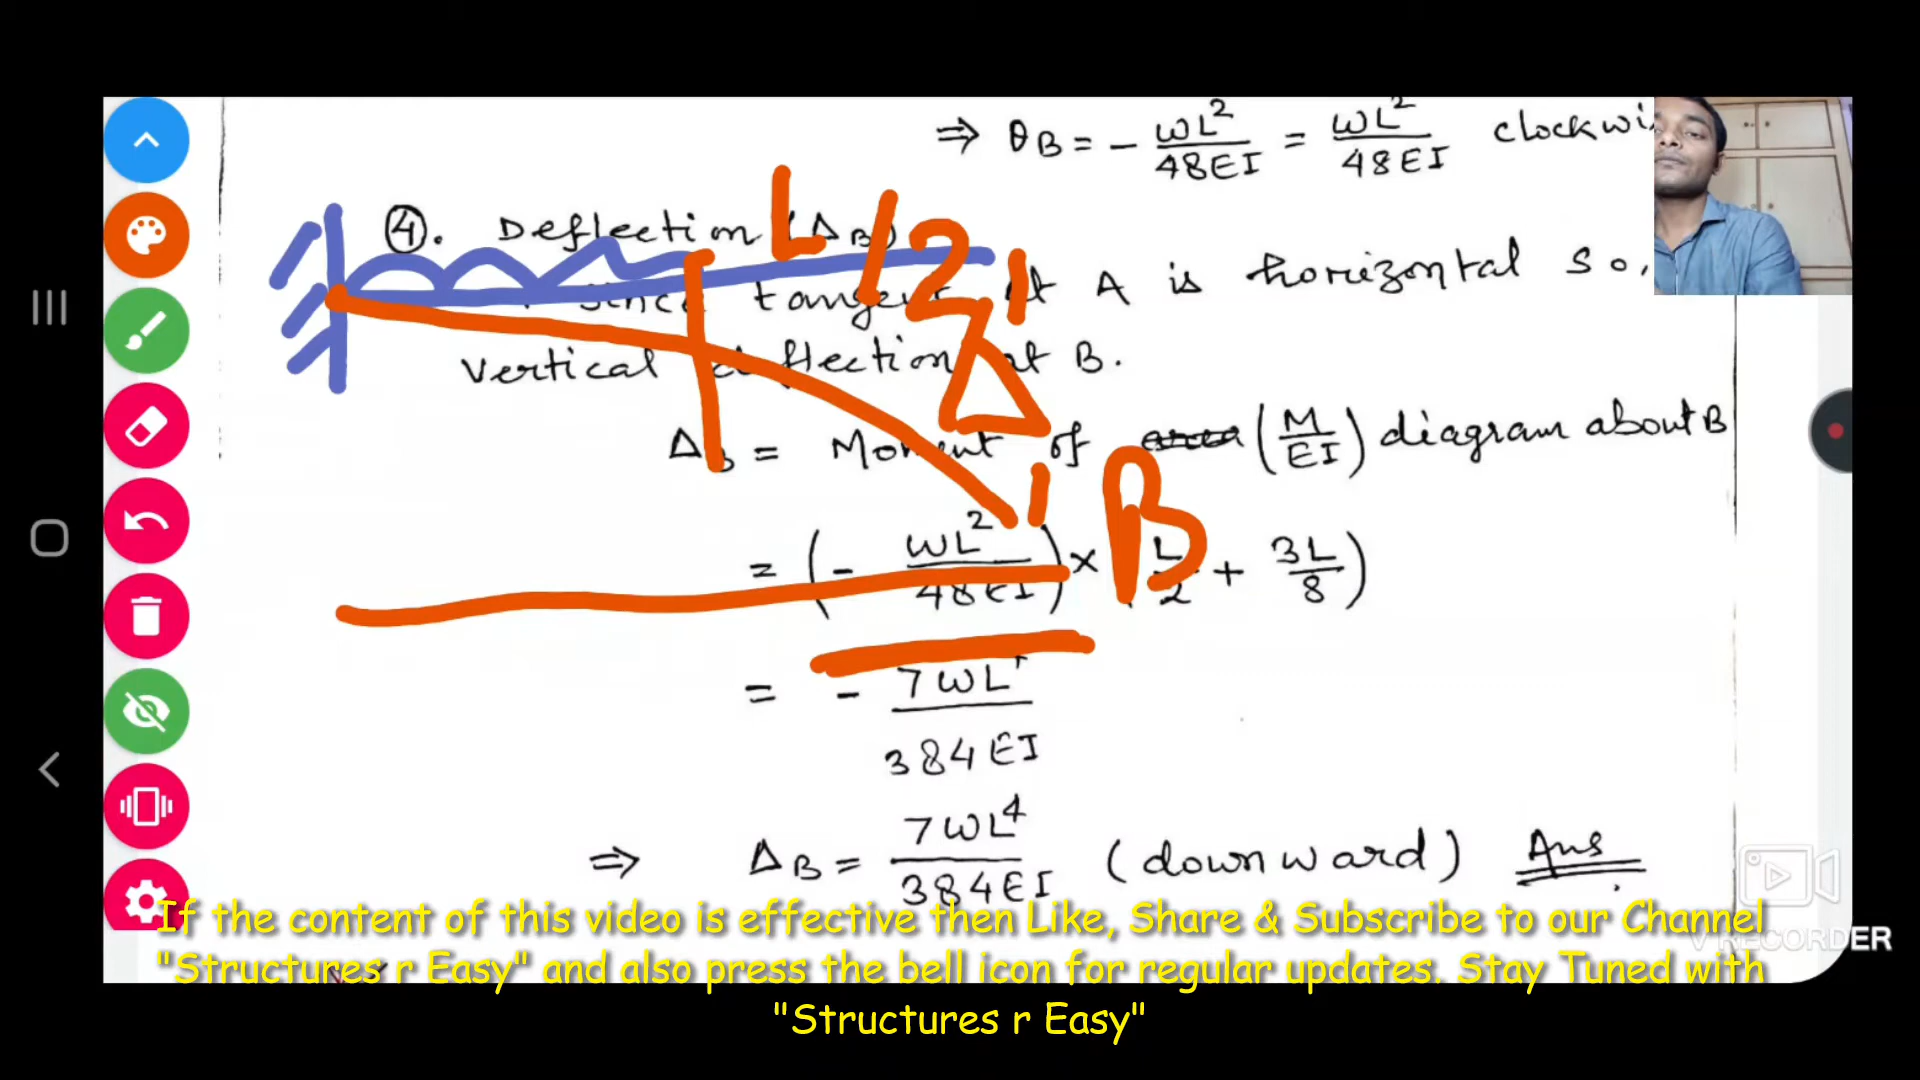 ⇒ θB = - WL²/48EI = WL²/48EI
④. Deflection (ΔB)
L/2
tangent at A is horizontal so,
vertical deflection at B.
ΔB = Moment of (M/EI) diagram about B
B
= (- WL²/48EI) × (L/2 + 3L/8)
= - 7WL/384EI
⇒ ΔB = 7WL⁴/384EI (downward) Ans
If the content of this video is effective then Like, Share & Subscribe to our Channel
VRECORDER
"Structures r Easy" and also press the bell icon for regular updates. Stay Tuned with
"Structures r Easy"